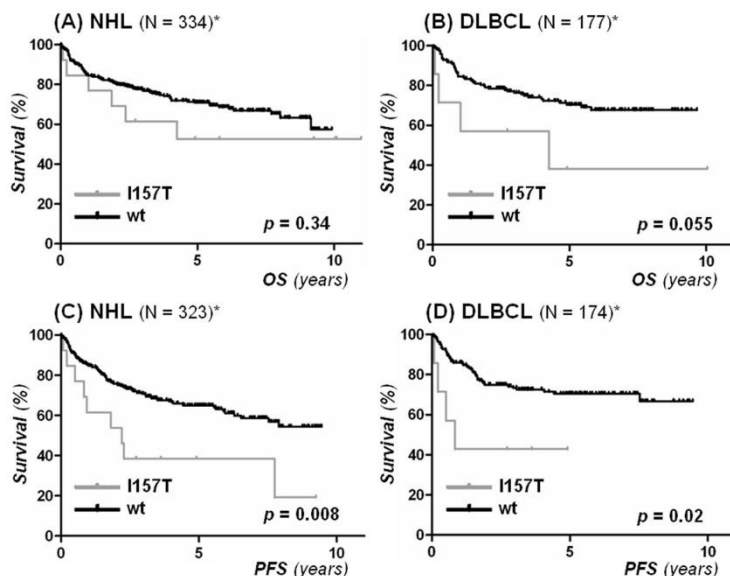 (A) NHL (N = 334)*
100
80
60
40
20
0
Survival (%)
I157T
wt
p = 0.34
0
5
10
OS (years)
(B) DLBCL (N = 177)*
100
80
60
40
20
0
Survival (%)
I157T
wt
p = 0.055
0
5
10
OS (years)
(C) NHL (N = 323)*
100
80
60
40
20
0
Survival (%)
I157T
wt
p = 0.008
0
5
10
PFS (years)
(D) DLBCL (N = 174)*
100
80
60
40
20
0
Survival (%)
I157T
wt
p = 0.02
0
5
10
PFS (years)